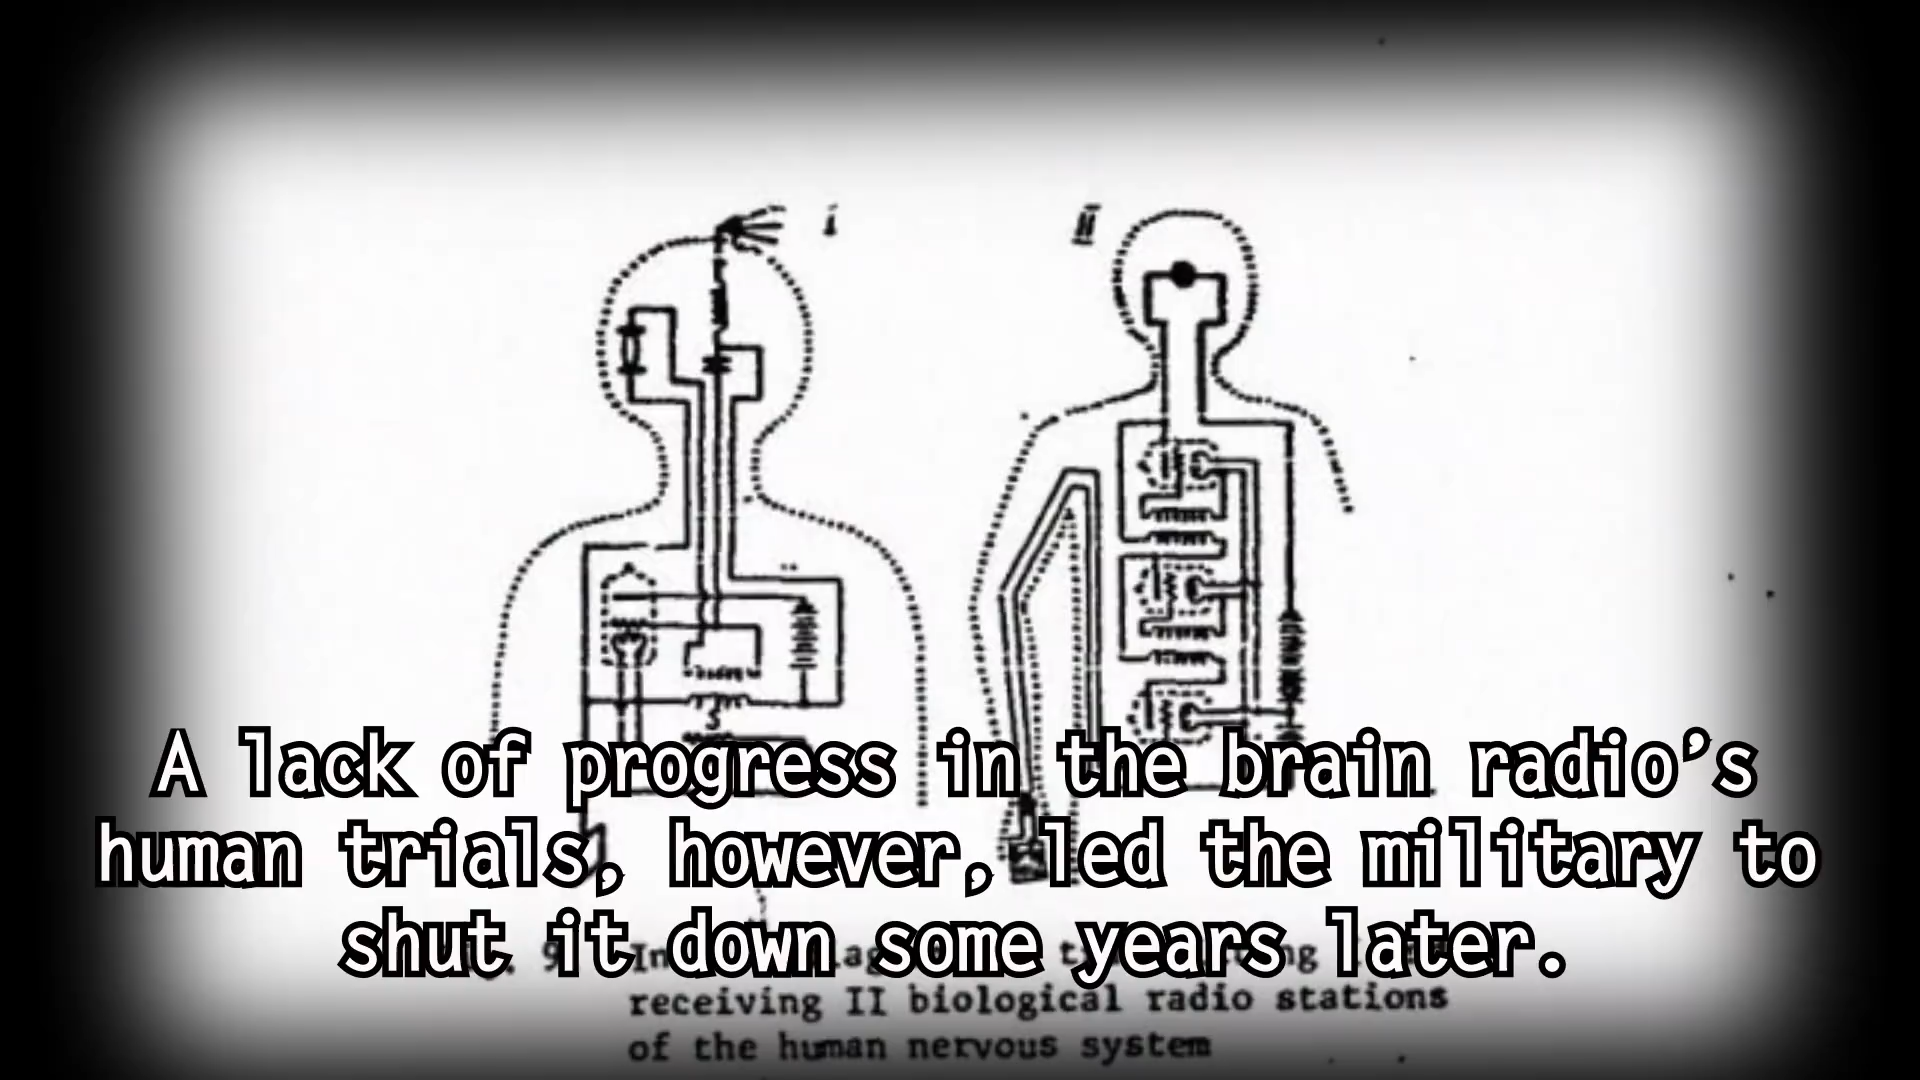 i
II
A lack of progress in the brain radio's
human trials, however, led the military to
shut it down some years later.
receiving II biological radio stations
of the human nervous system